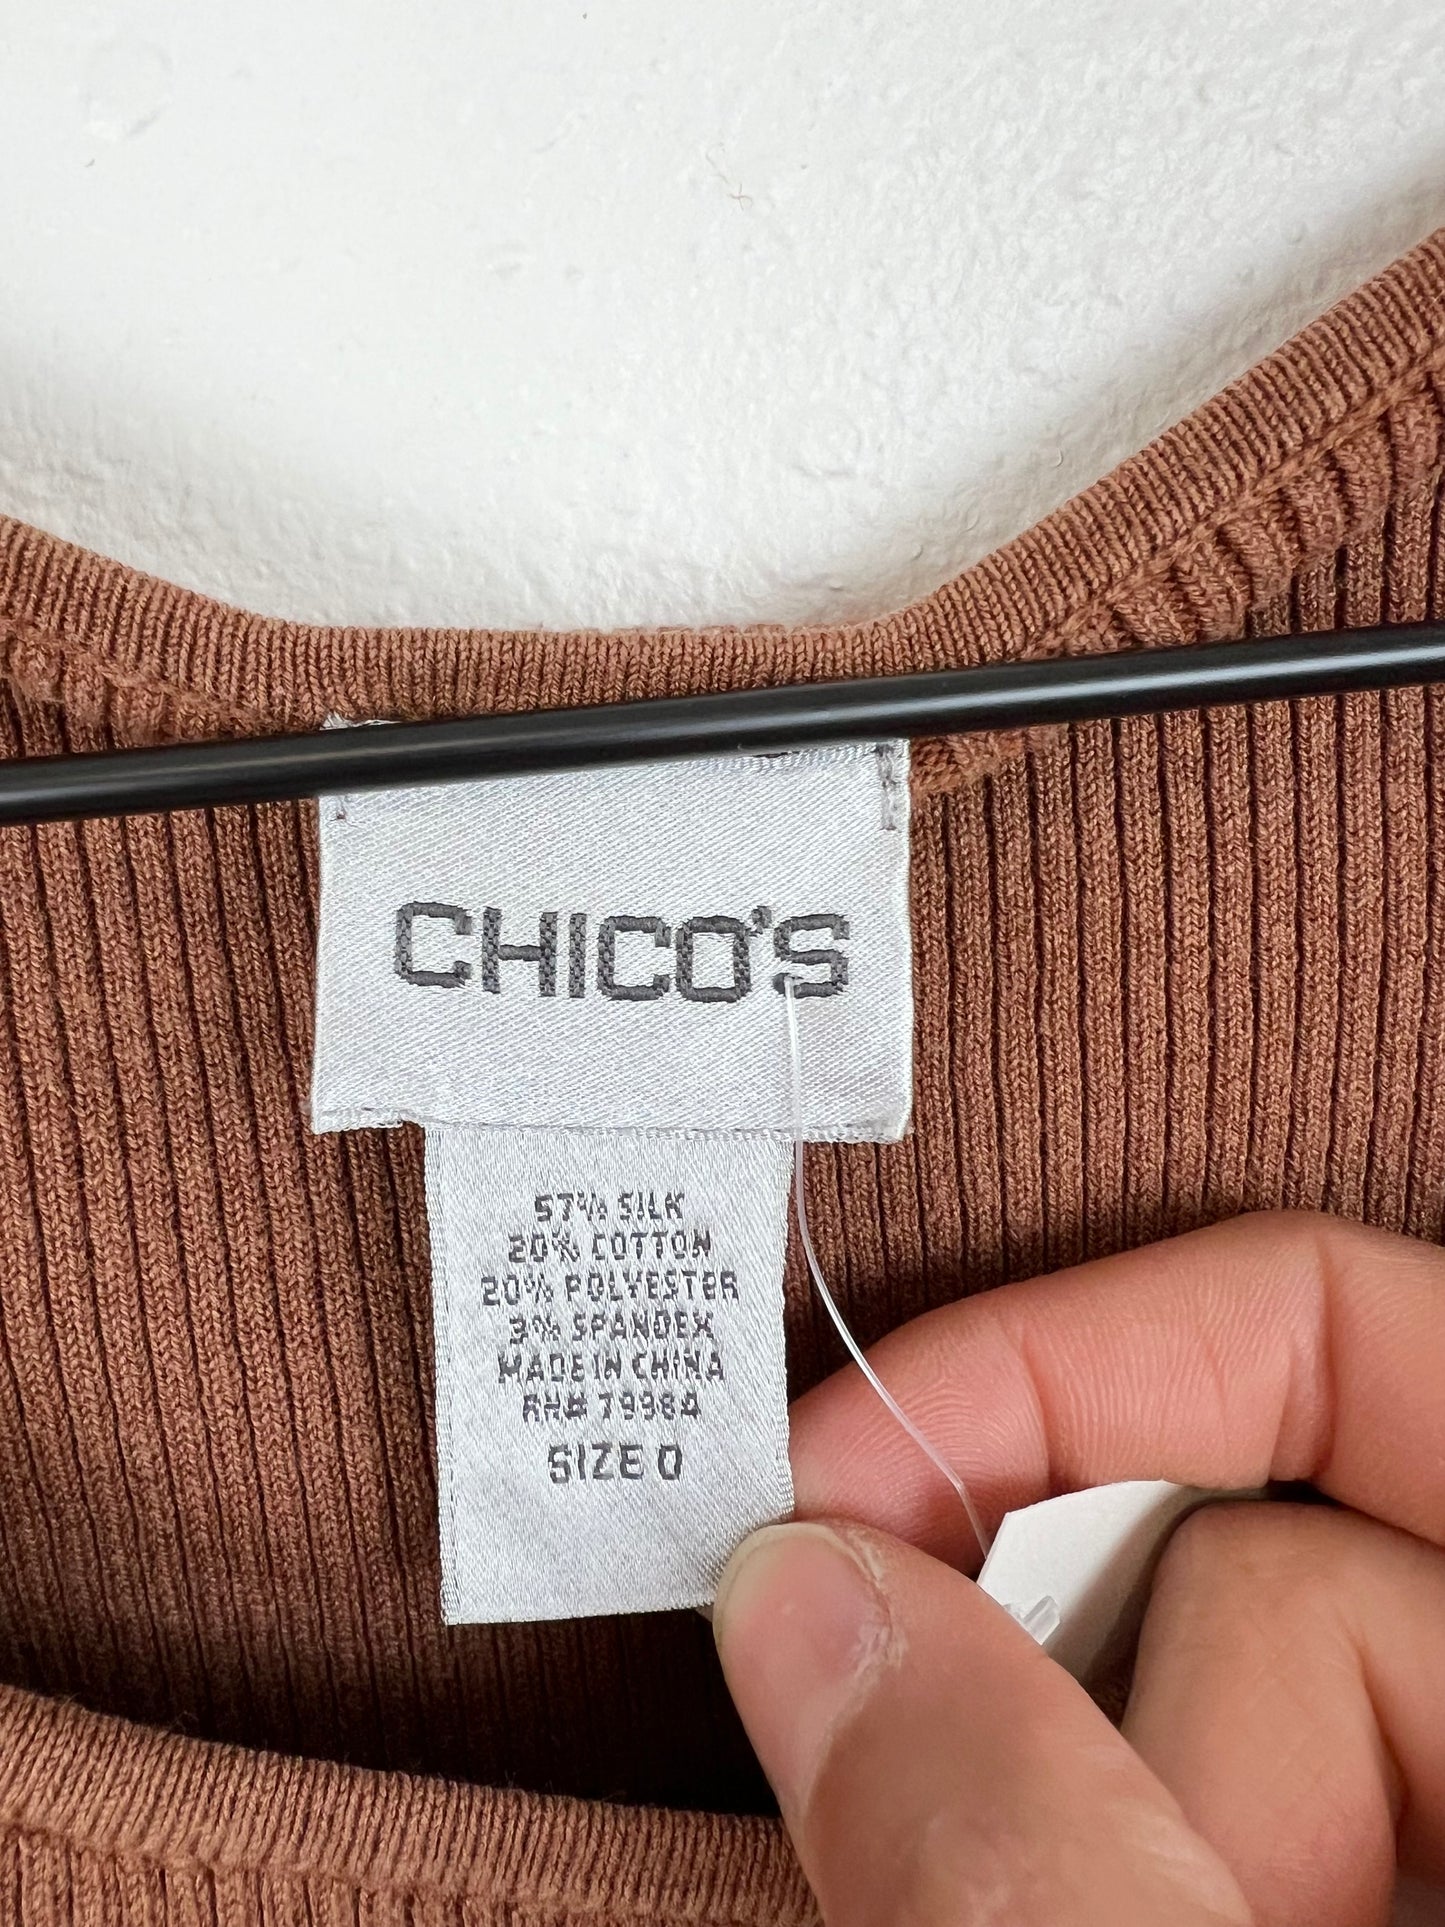 CHICO'S
57% SILK
20% COTTON
20% POLYESTER
3% SPANDEX
MADE IN CHINA
RN# 79984
SIZE 0